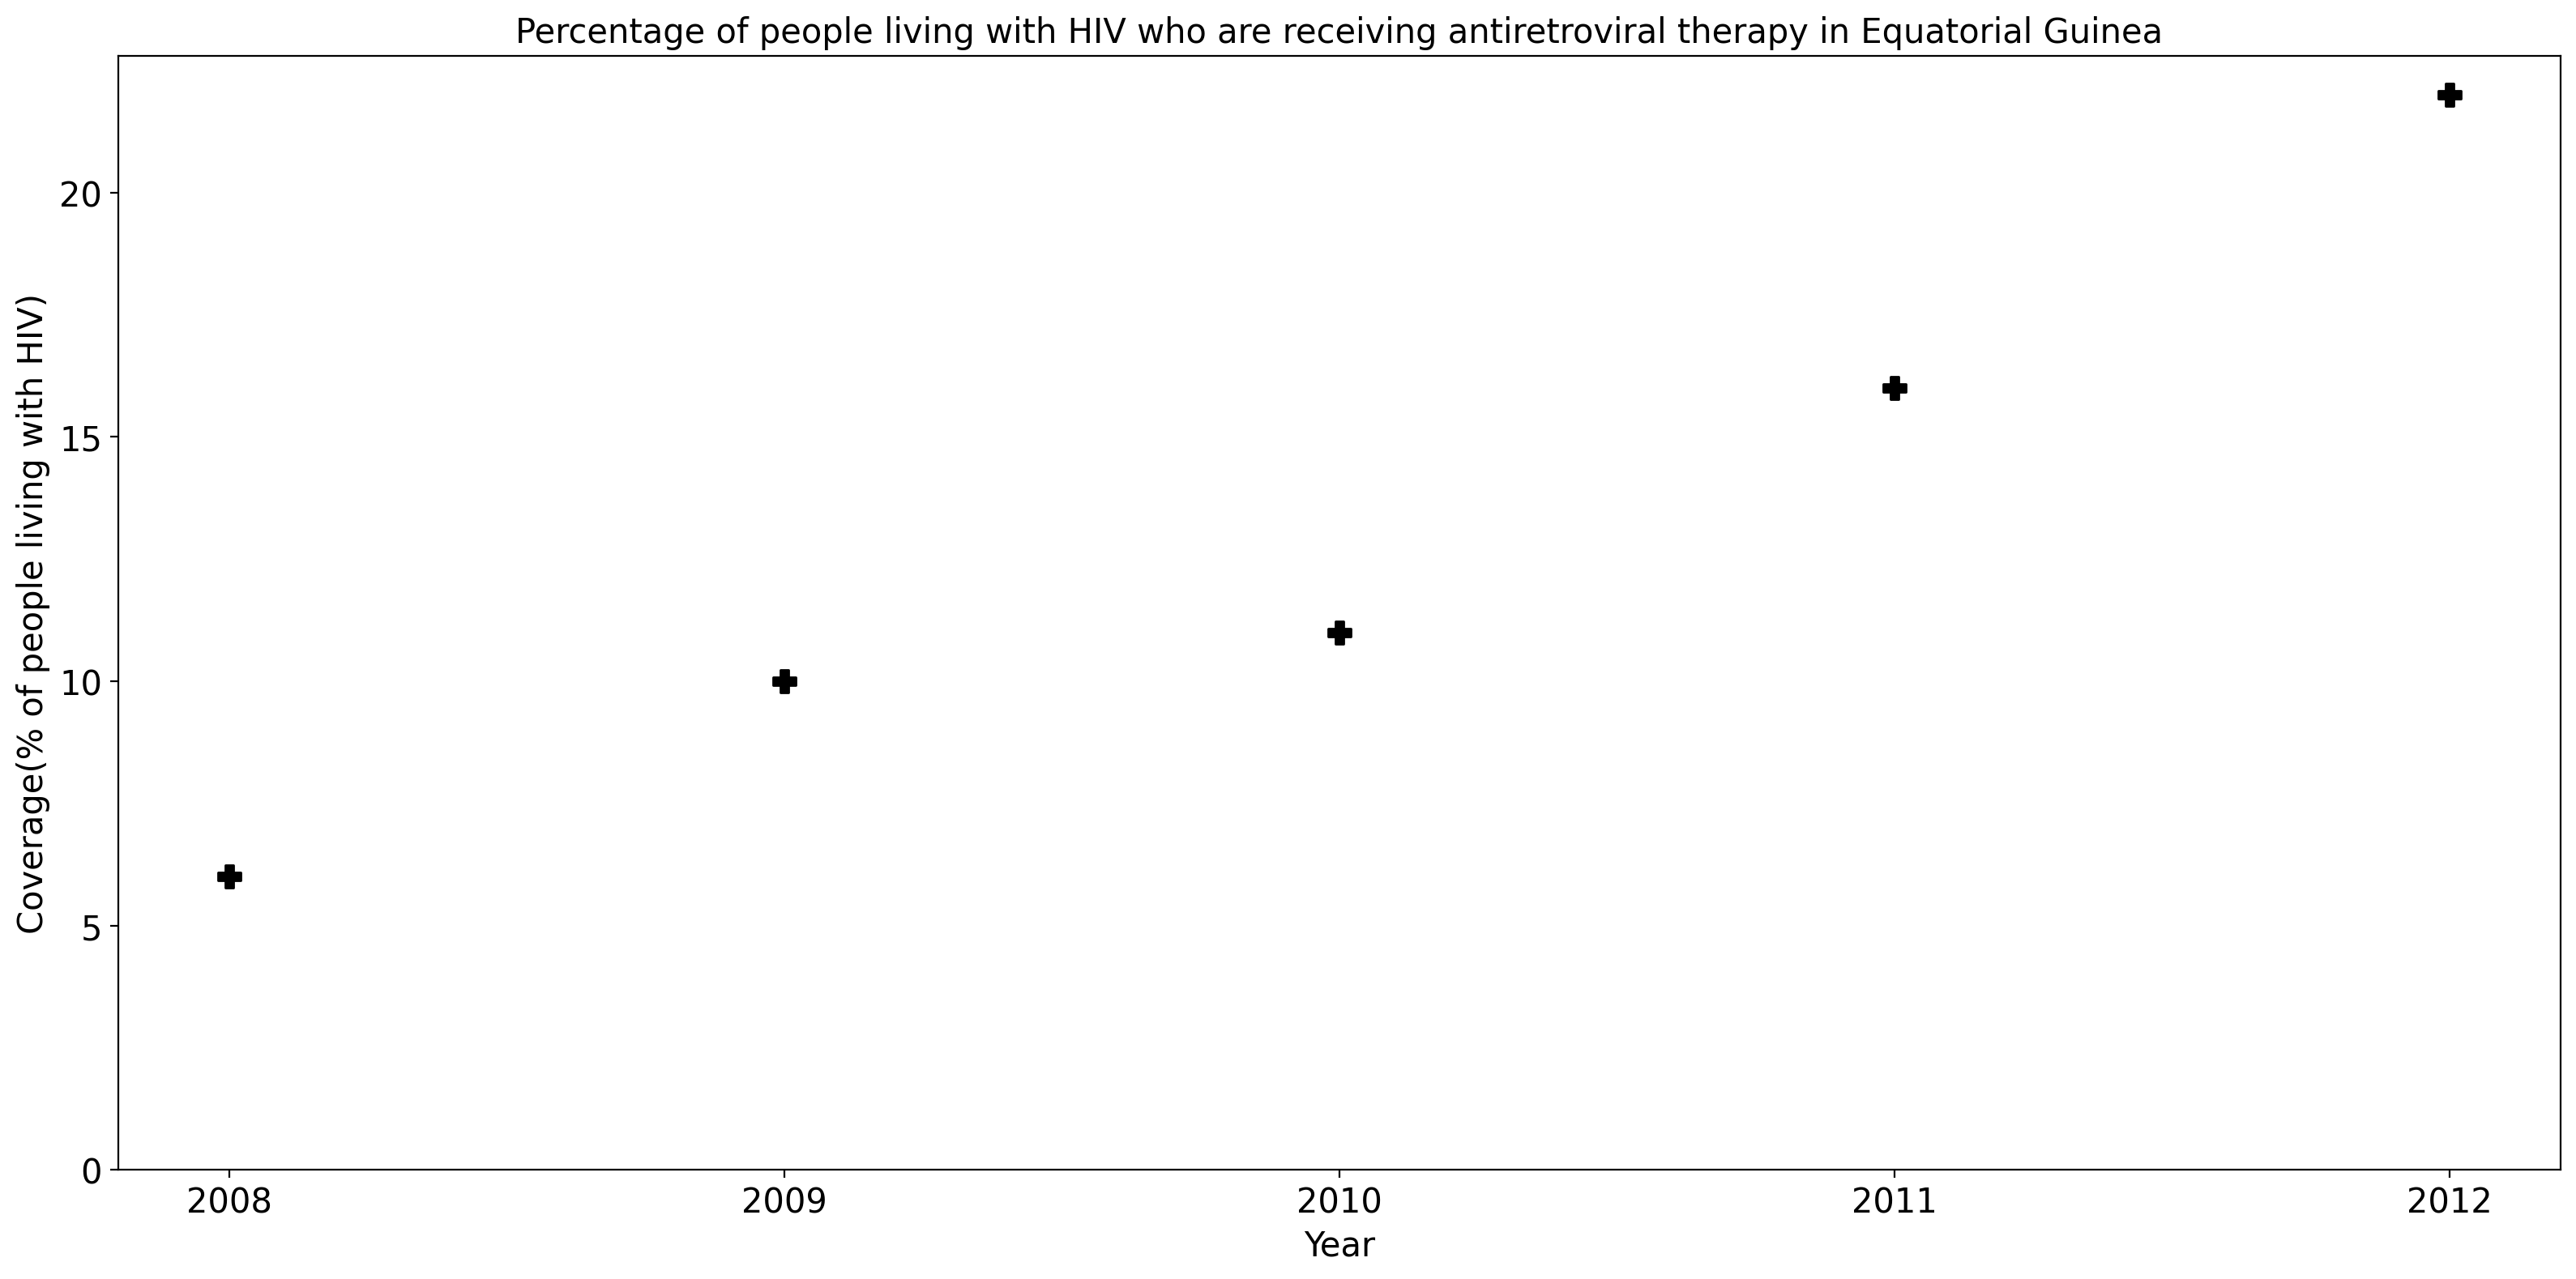 Percentage of people living with HIV who are receiving antiretroviral therapy in Equatorial Guinea
Coverage(% of people living with HIV)
20
15
10
5
0
2008 2009 2010 2011 2012
Year